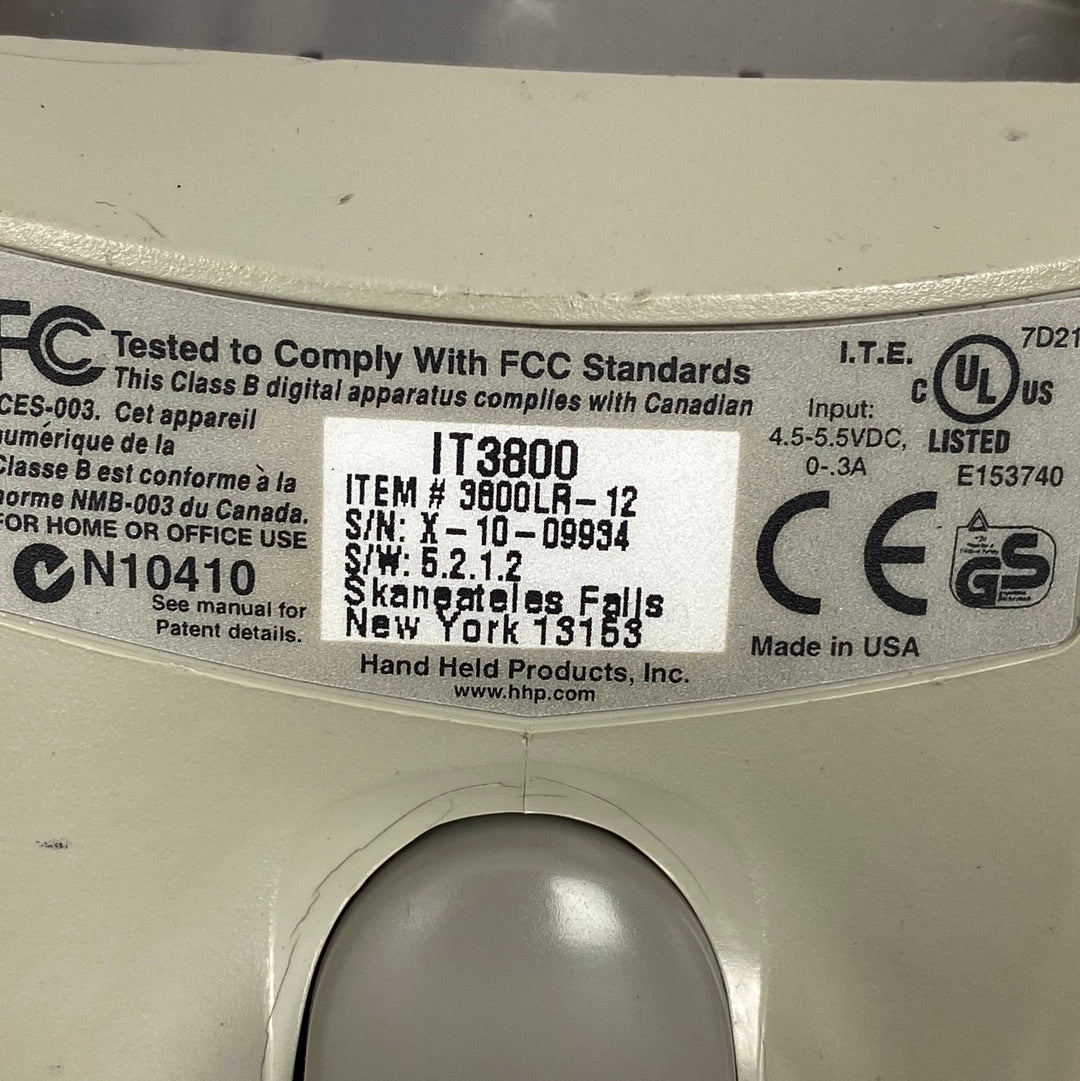 FC Tested to Comply With FCC Standards
This Class B digital apparatus complies with Canadian
CES-003. Cet appareil
numérique de la
Classe B est conforme à la
norme NMB-003 du Canada.
FOR HOME OR OFFICE USE
N10410
See manual for
Patent details.
IT3800
ITEM # 3800LR-12
S/N: X-10-09934
S/W: 5.2.1.2
Skaneateles Falls
New York 13153
Hand Held Products, Inc.
www.hhp.com
I.T.E.
Input:
4.5-5.5VDC,
0-.3A
C UL US
7D21
LISTED
E153740
CE
GS
Made in USA